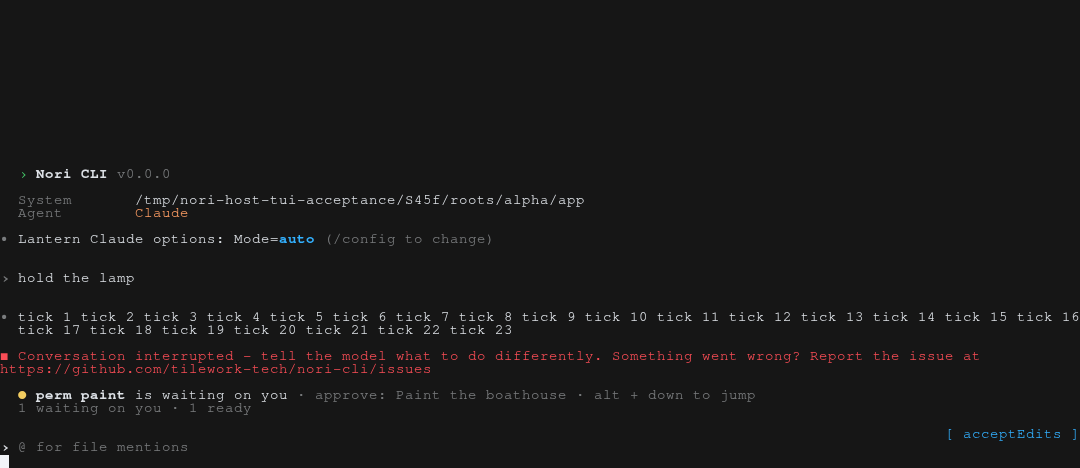 › Nori CLI v0.0.0
System /tmp/nori-host-tui-acceptance/S45f/roots/alpha/app
Agent Claude
• Lantern Claude options: Mode=auto (/config to change)
› hold the lamp
• tick 1 tick 2 tick 3 tick 4 tick 5 tick 6 tick 7 tick 8 tick 9 tick 10 tick 11 tick 12 tick 13 tick 14 tick 15 tick 16
tick 17 tick 18 tick 19 tick 20 tick 21 tick 22 tick 23
■ Conversation interrupted - tell the model what to do differently. Something went wrong? Report the issue at
https://github.com/tilework-tech/nori-cli/issues
● perm paint is waiting on you · approve: Paint the boathouse · alt + down to jump
1 waiting on you · 1 ready
[ acceptEdits ]
› @ for file mentions